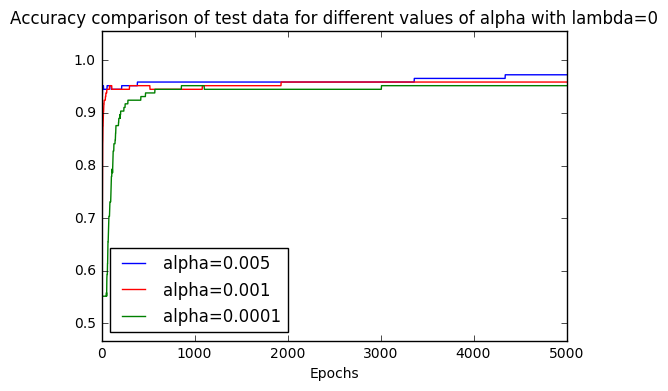 Accuracy comparison of test data for different values of alpha with lambda=0
1.0
0.9
0.8
0.7
0.6
0.5
alpha=0.005
alpha=0.001
alpha=0.0001
0 1000 2000 3000 4000 5000
Epochs